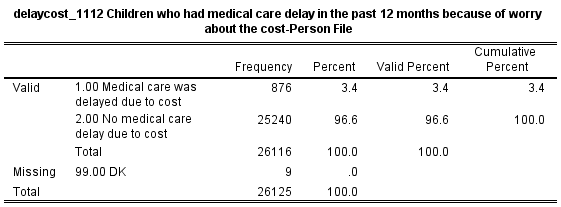 delaycost_1112 Children who had medical care delay in the past 12 months because of worry
about the cost-Person File
Cumulative
Frequency Percent Valid Percent Percent
Valid 1.00 Medical care was delayed due to cost 876 3.4 3.4 3.4
2.00 No medical care delay due to cost 25240 96.6 96.6 100.0
Total 26116 100.0 100.0
Missing 99.00 DK 9 .0
Total 26125 100.0